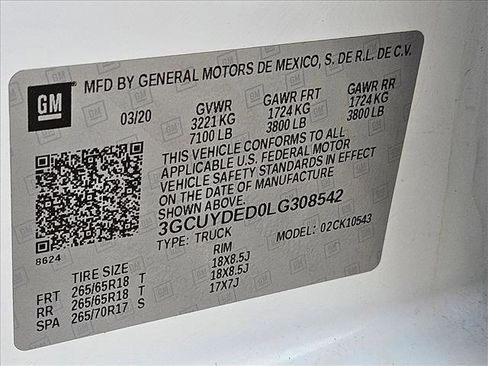 GM
MFD BY GENERAL MOTORS DE MEXICO, S. DE R.L. DE C.V.
03/20
GVWR GAWR FRT GAWR RR
3221 KG 1724 KG 1724 KG
7100 LB 3800 LB 3800 LB
THIS VEHICLE CONFORMS TO ALL
APPLICABLE U.S. FEDERAL MOTOR
VEHICLE SAFETY STANDARDS IN EFFECT
ON THE DATE OF MANUFACTURE
SHOWN ABOVE.
3GCUYDED0LG308542
TYPE: TRUCK MODEL: 02CK10543
8624
TIRE SIZE RIM
FRT 265/65R18 T 18X8.5J
RR 265/65R18 T 18X8.5J
SPA 265/70R17 S 17X7J